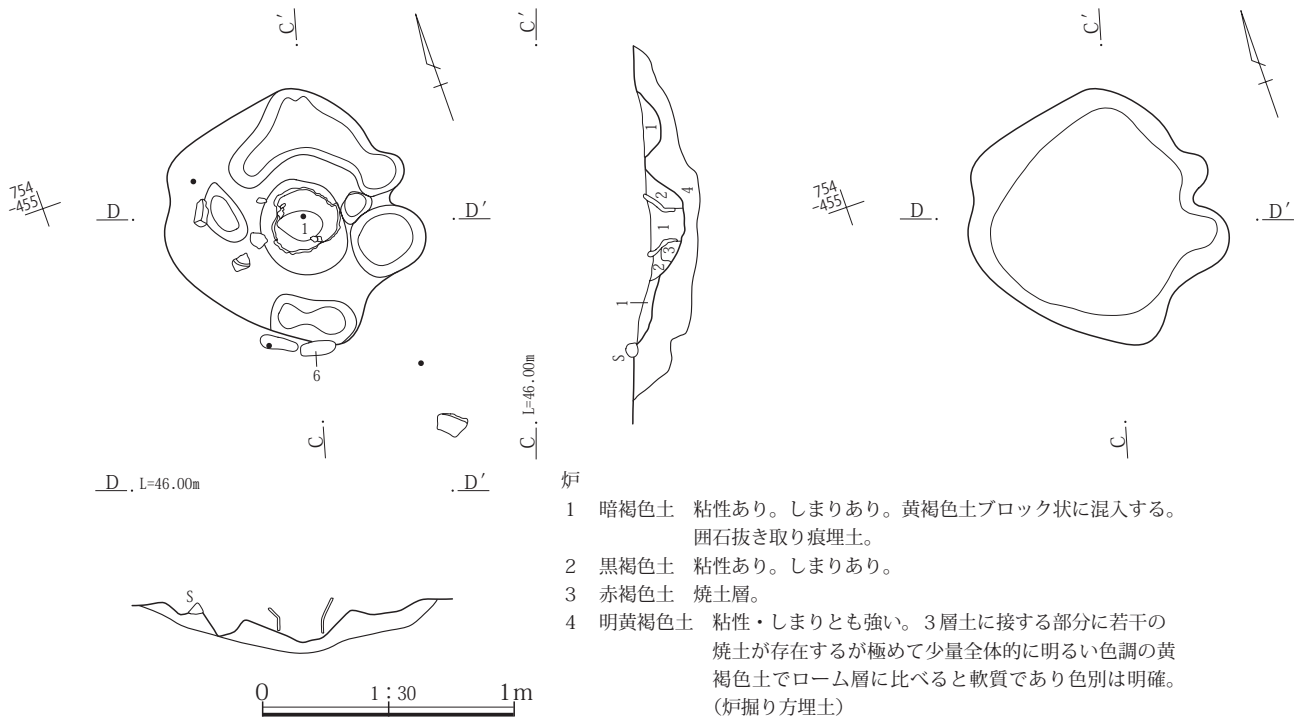 C′
C′
C′
754
-455
D
D′
1
6
C
L=46.00m
C
1
2
4
1
3
2
1
S
754
-455
D
D′
C
D L=46.00m D′
S
0 1：30 1m
炉
1 暗褐色土 粘性あり。しまりあり。黄褐色土ブロック状に混入する。
囲石抜き取り痕埋土。
2 黒褐色土 粘性あり。しまりあり。
3 赤褐色土 焼土層。
4 明黄褐色土 粘性・しまりとも強い。３層土に接する部分に若干の
焼土が存在するが極めて少量全体的に明るい色調の黄
褐色土でローム層に比べると軟質であり色別は明確。
（炉掘り方埋土）